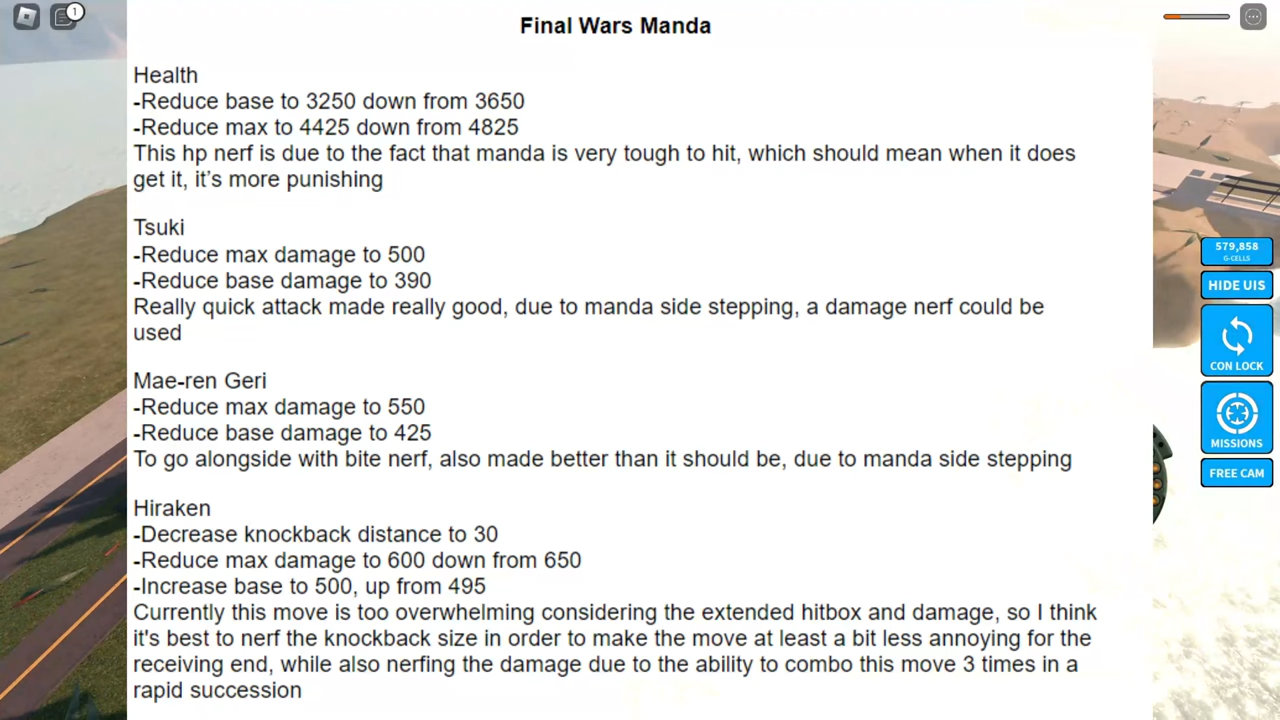 1
Final Wars Manda
Health
-Reduce base to 3250 down from 3650
-Reduce max to 4425 down from 4825
This hp nerf is due to the fact that manda is very tough to hit, which should mean when it does
get it, it’s more punishing
Tsuki
-Reduce max damage to 500
-Reduce base damage to 390
Really quick attack made really good, due to manda side stepping, a damage nerf could be
used
Mae-ren Geri
-Reduce max damage to 550
-Reduce base damage to 425
To go alongside with bite nerf, also made better than it should be, due to manda side stepping
Hiraken
-Decrease knockback distance to 30
-Reduce max damage to 600 down from 650
-Increase base to 500, up from 495
Currently this move is too overwhelming considering the extended hitbox and damage, so I think
it's best to nerf the knockback size in order to make the move at least a bit less annoying for the
receiving end, while also nerfing the damage due to the ability to combo this move 3 times in a
rapid succession
579,858
G-CELLS
HIDE UIS
CON LOCK
MISSIONS
FREE CAM